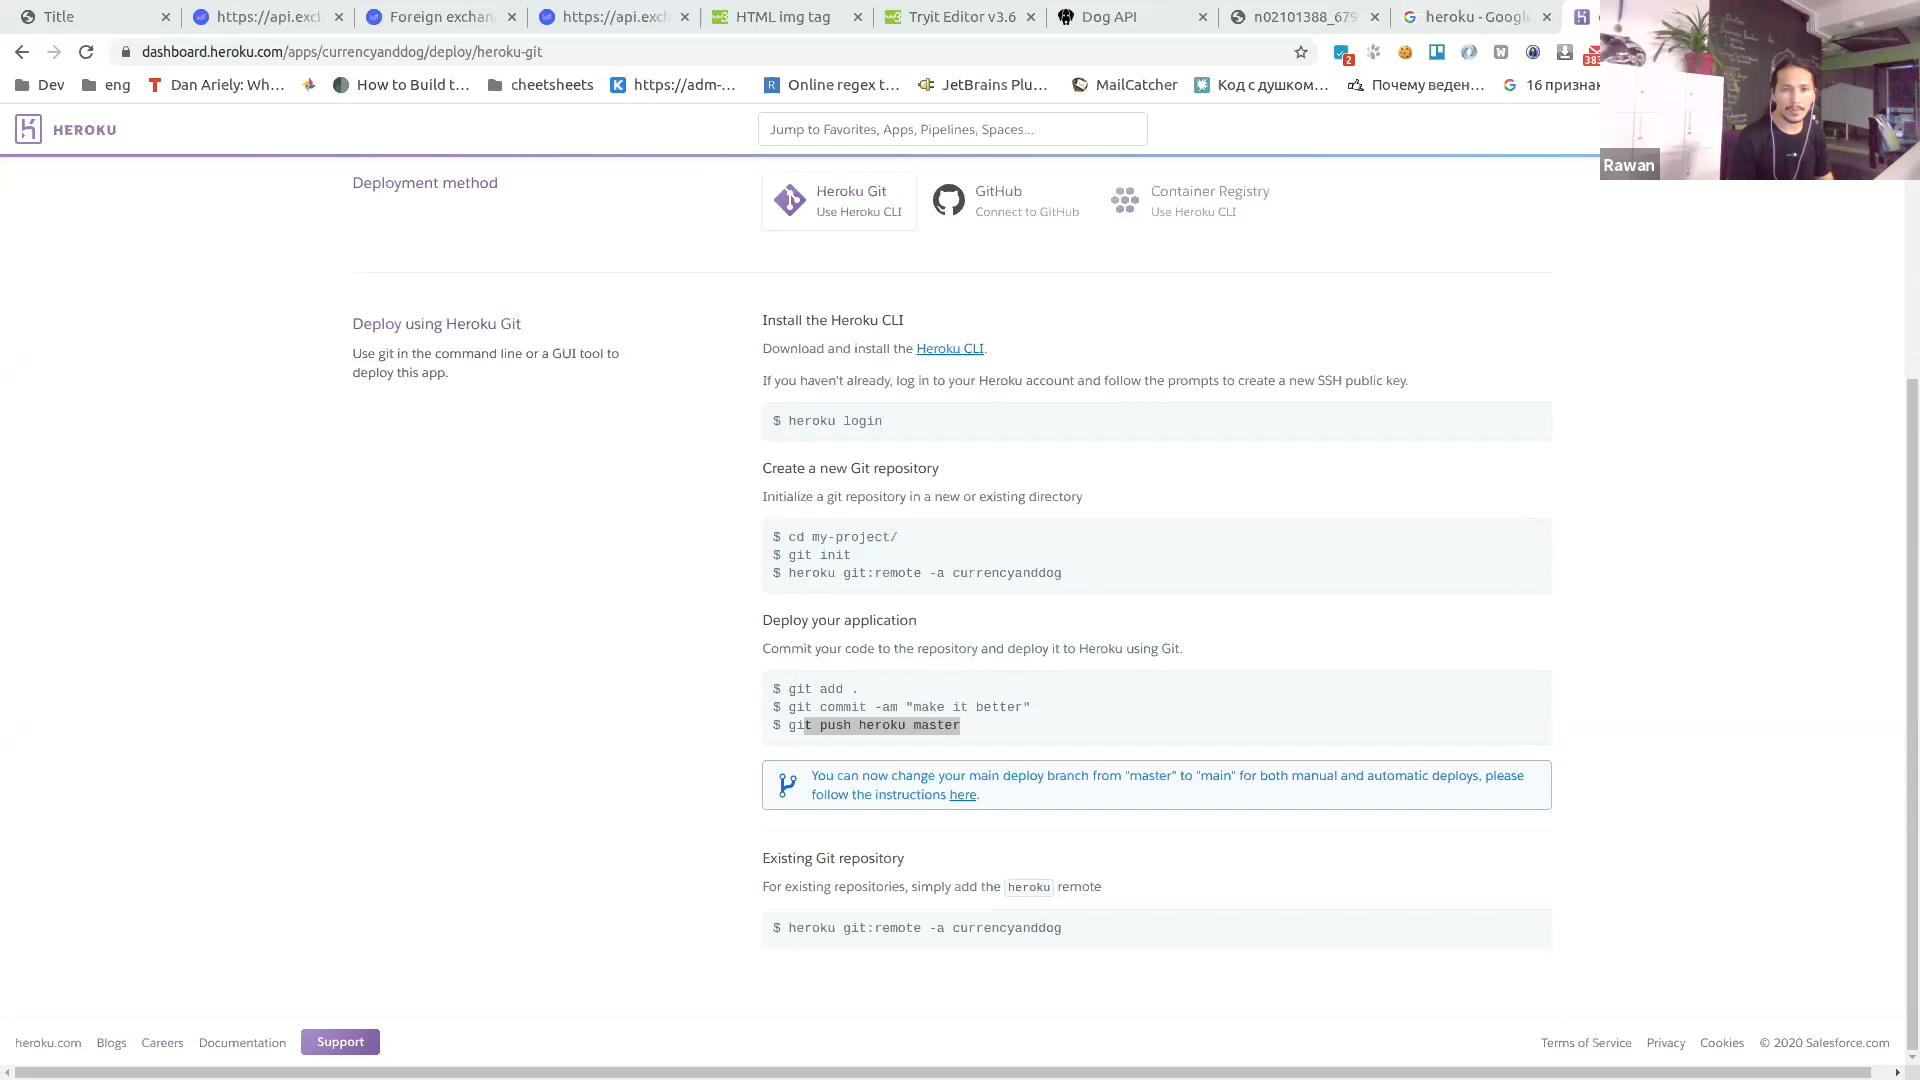 Title
https://api.excl
Foreign exchan
https://api.exch
HTML img tag
Tryit Editor v3.6
Dog API
n02101388_679
heroku - Google
dashboard.heroku.com/apps/currencyanddog/deploy/heroku-git
2
383
Dev
eng
Dan Ariely: Wh...
How to Build t...
cheetsheets
https://adm-...
Online regex t...
JetBrains Plu...
MailCatcher
Код с душком...
Почему веден...
16 признак
HEROKU
Jump to Favorites, Apps, Pipelines, Spaces...
Rawan
Deployment method
Heroku Git
Use Heroku CLI
GitHub
Connect to GitHub
Container Registry
Use Heroku CLI
Deploy using Heroku Git
Use git in the command line or a GUI tool to
deploy this app.
Install the Heroku CLI
Download and install the Heroku CLI.
If you haven't already, log in to your Heroku account and follow the prompts to create a new SSH public key.
$ heroku login
Create a new Git repository
Initialize a git repository in a new or existing directory
$ cd my-project/
$ git init
$ heroku git:remote -a currencyanddog
Deploy your application
Commit your code to the repository and deploy it to Heroku using Git.
$ git add .
$ git commit -am "make it better"
$ git push heroku master
You can now change your main deploy branch from "master" to "main" for both manual and automatic deploys, please
follow the instructions here.
Existing Git repository
For existing repositories, simply add the heroku remote
$ heroku git:remote -a currencyanddog
heroku.com
Blogs
Careers
Documentation
Support
Terms of Service
Privacy
Cookies
© 2020 Salesforce.com